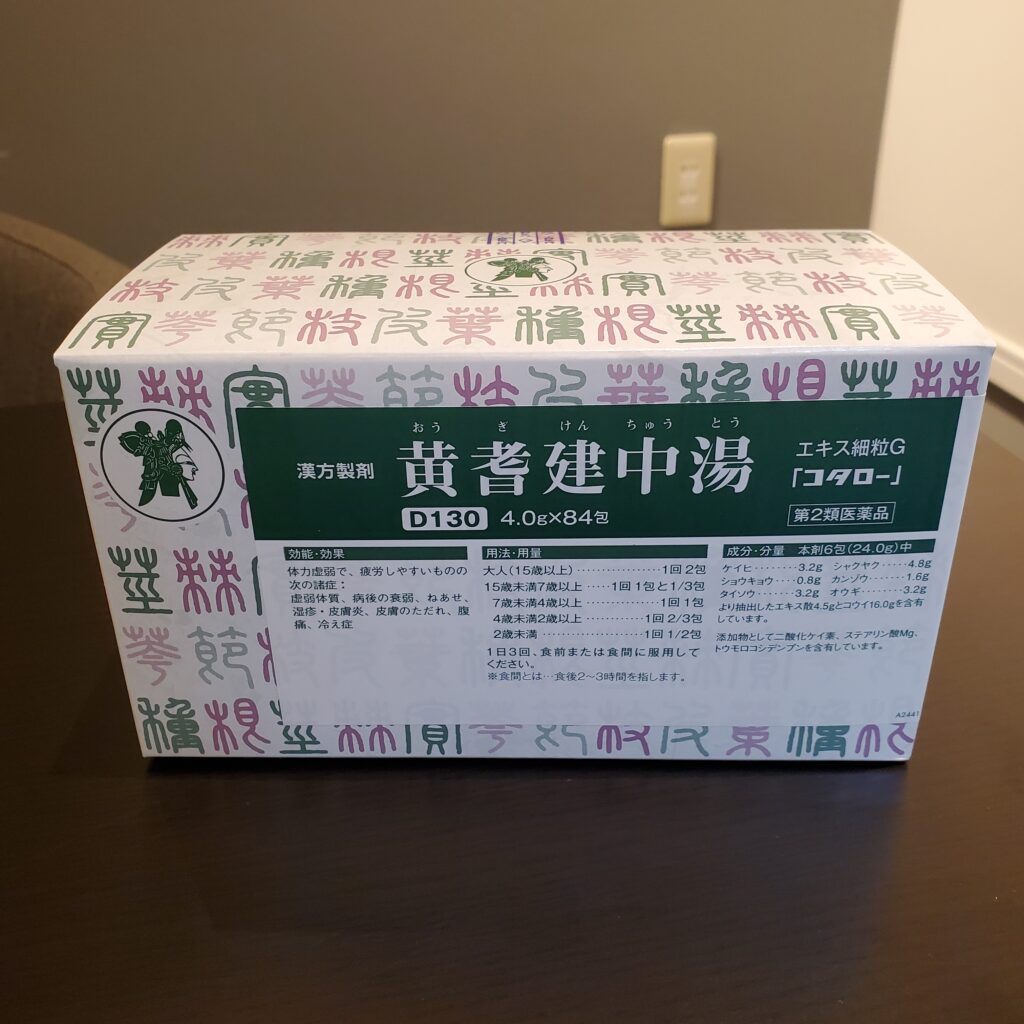 おうぎけんちゅうとう
漢方製剤
黄耆建中湯
エキス細粒G
「コタロー」
D130 4.0g×84包
第2類医薬品
効能・効果
体力虚弱で、疲労しやすいものの
次の諸症:
虚弱体質、病後の衰弱、ねあせ、
湿疹・皮膚炎、皮膚のただれ、腹
痛、冷え症
用法・用量
大人(15歳以上)……………1回 2包
15歳未満7歳以上……1回 1包と1/3包
7歳未満4歳以上……………1回 1包
4歳未満2歳以上…………1回 2/3包
2歳未満……………………1回 1/2包
1日3回、食前または食間に服用して
ください。
※食間とは…食後2〜3時間を指します。
成分・分量 本剤6包(24.0g)中
ケイヒ………3.2g シャクヤク……4.8g
ショウキョウ…0.8g カンゾウ………1.6g
タイソウ………3.2g オウギ…………3.2g
より抽出したエキス散4.5gとコウイ16.0gを含有
しています。
添加物として二酸化ケイ素、ステアリン酸Mg、
トウモロコシデンプンを含有しています。
A2441